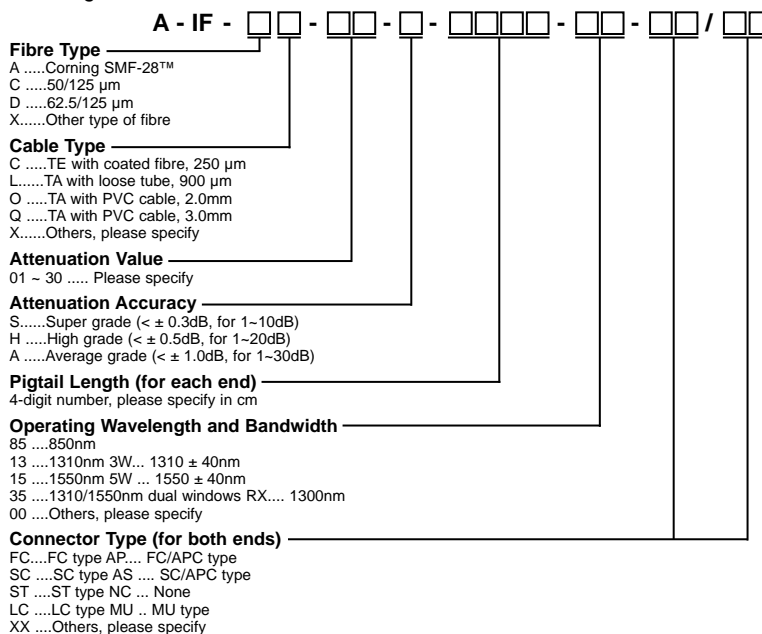 A - IF - □□ - □□ - □ - □□□□ - □□ - □□ / □□
Fibre Type
A .....Corning SMF-28™
C .....50/125 µm
D .....62.5/125 µm
X......Other type of fibre
Cable Type
C .....TE with coated fibre, 250 µm
L......TA with loose tube, 900 µm
O .....TA with PVC cable, 2.0mm
Q .....TA with PVC cable, 3.0mm
X......Others, please specify
Attenuation Value
01 ~ 30 ..... Please specify
Attenuation Accuracy
S......Super grade (< ± 0.3dB, for 1~10dB)
H .....High grade (< ± 0.5dB, for 1~20dB)
A .....Average grade (< ± 1.0dB, for 1~30dB)
Pigtail Length (for each end)
4-digit number, please specify in cm
Operating Wavelength and Bandwidth
85 ....850nm
13 ....1310nm 3W... 1310 ± 40nm
15 ....1550nm 5W ... 1550 ± 40nm
35 ....1310/1550nm dual windows RX.... 1300nm
00 ....Others, please specify
Connector Type (for both ends)
FC....FC type AP.... FC/APC type
SC ....SC type AS .... SC/APC type
ST ....ST type NC ... None
LC ....LC type MU .. MU type
XX ....Others, please specify